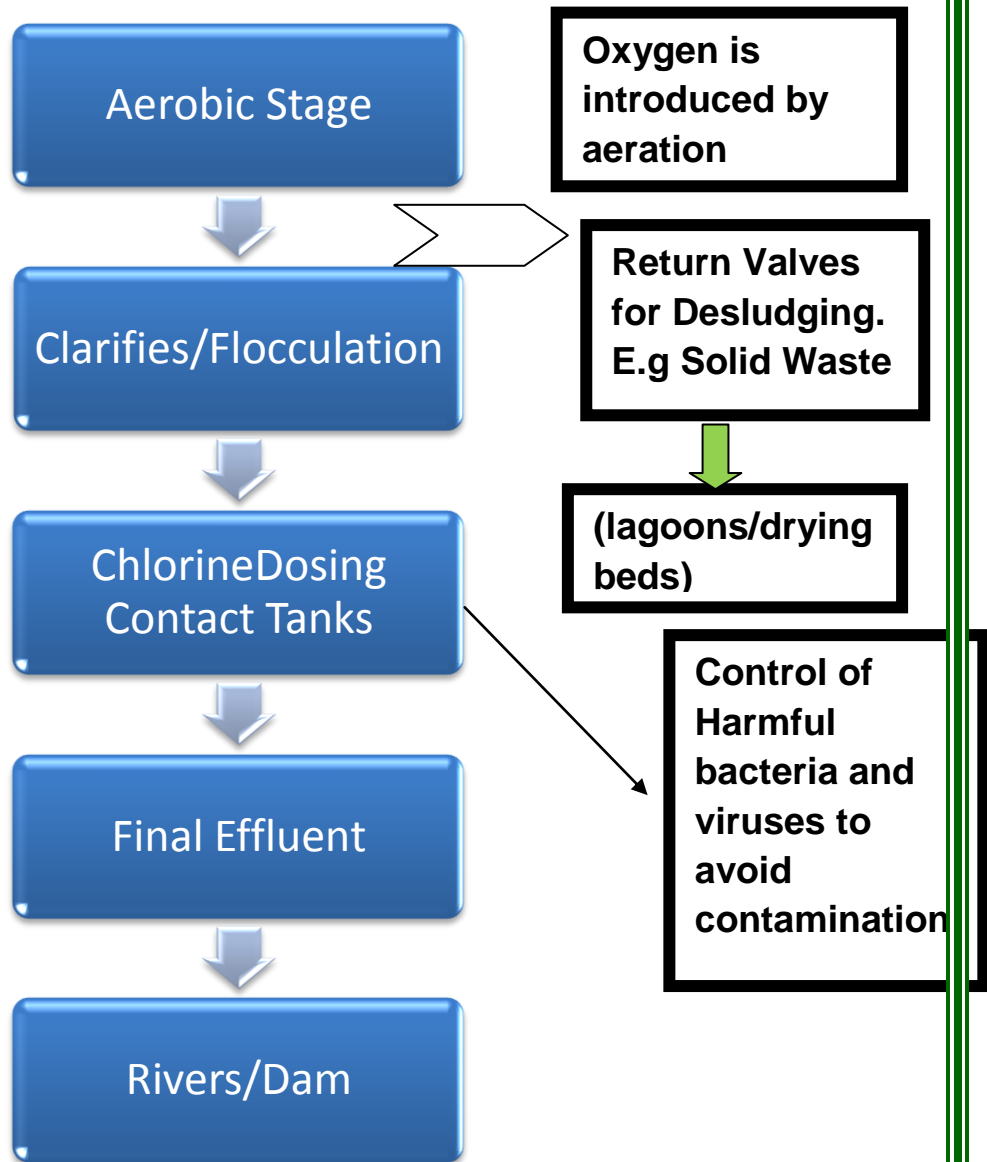 Aerobic Stage
Oxygen is
introduced by
aeration
Clarifies/Flocculation
Return Valves
for Desludging.
E.g Solid Waste
(lagoons/drying
beds)
ChlorineDosing
Contact Tanks
Control of
Harmful
bacteria and
viruses to
avoid
contamination
Final Effluent
Rivers/Dam